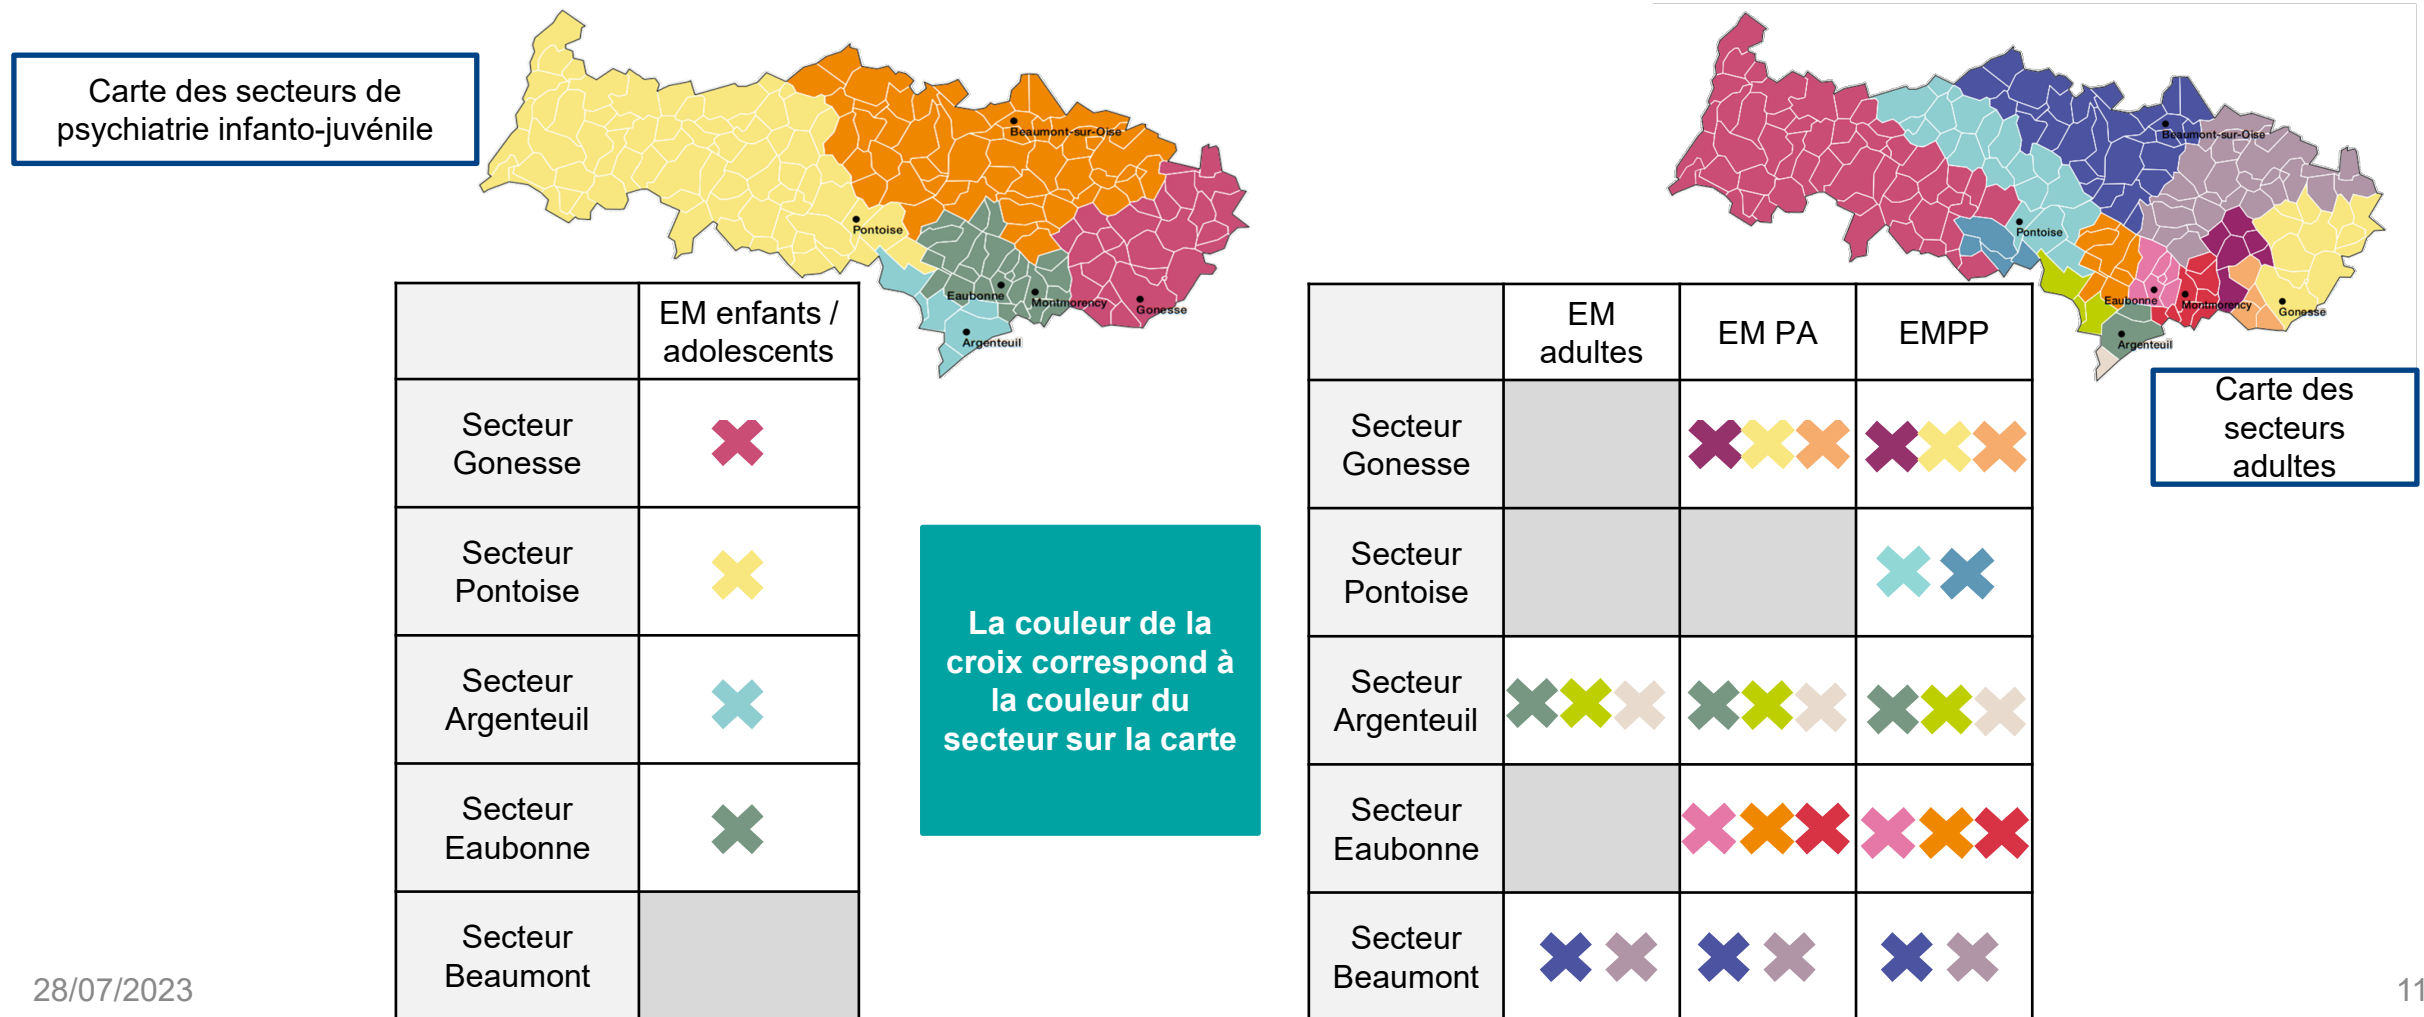 Carte des secteurs de
psychiatrie infanto-juvénile
Beaumont-sur-Oise
Pontoise
Eaubonne
Montmorency
Gonesse
Argenteuil
Beaumont-sur-Oise
Pontoise
Eaubonne
Montmorency
Gonesse
Argenteuil
Carte des
secteurs
adultes
EM enfants /
adolescents
Secteur
Gonesse
Secteur
Pontoise
Secteur
Argenteuil
Secteur
Eaubonne
Secteur
Beaumont
La couleur de la
croix correspond à
la couleur du
secteur sur la carte
EM
adultes
EM PA
EMPP
Secteur
Gonesse
Secteur
Pontoise
Secteur
Argenteuil
Secteur
Eaubonne
Secteur
Beaumont
28/07/2023
11